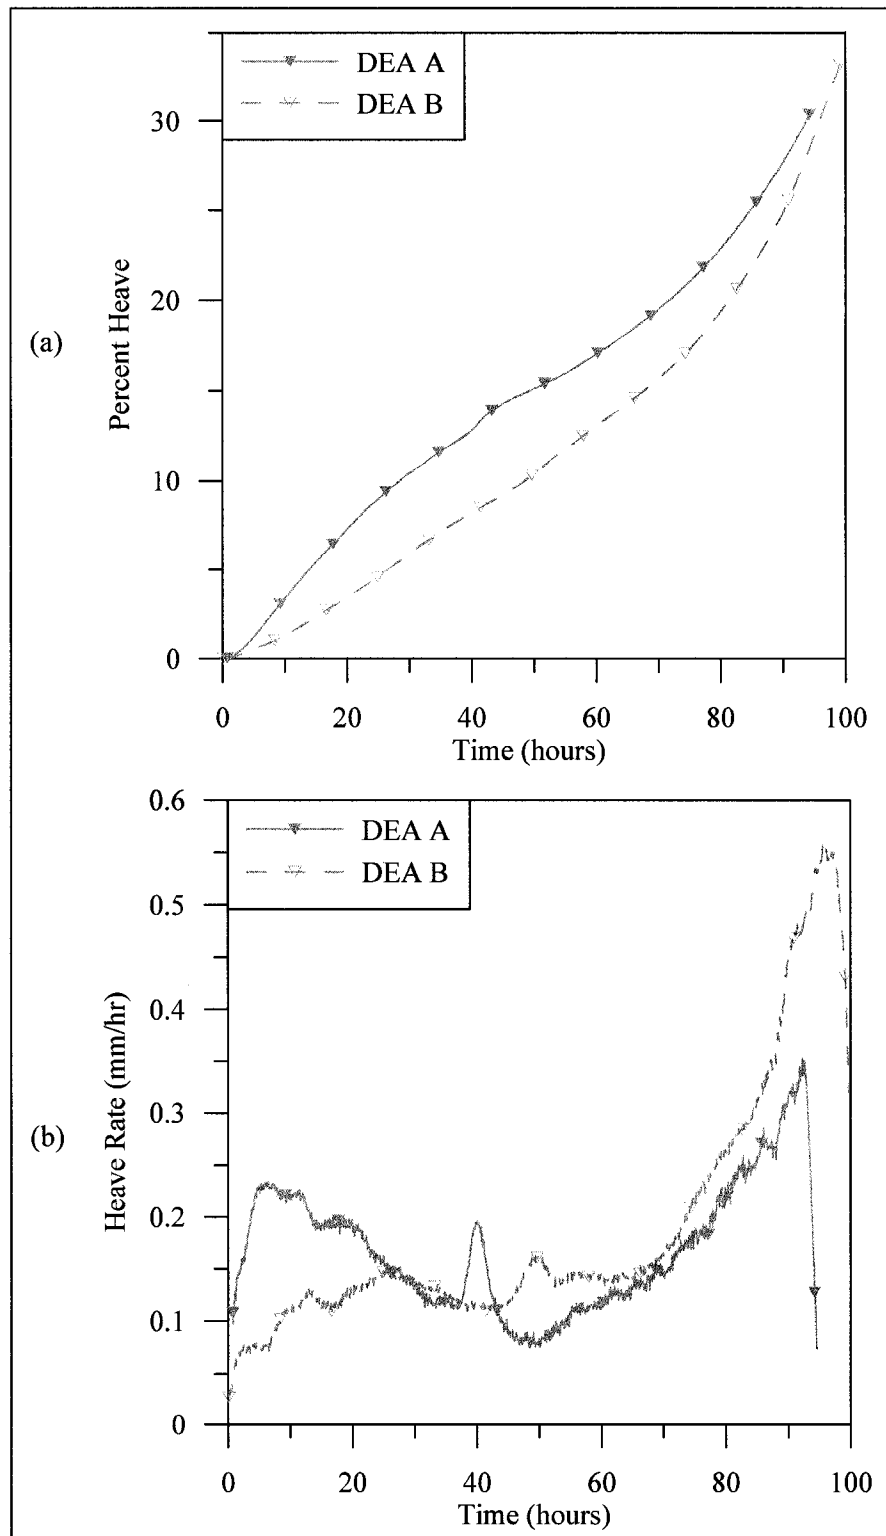 DEA A
DEA B
30
20
10
0
Percent Heave
(a)
0 20 40 60 80 100
Time (hours)
DEA A
DEA B
0.6
0.5
0.4
0.3
0.2
0.1
0
Heave Rate (mm/hr)
(b)
0 20 40 60 80 100
Time (hours)